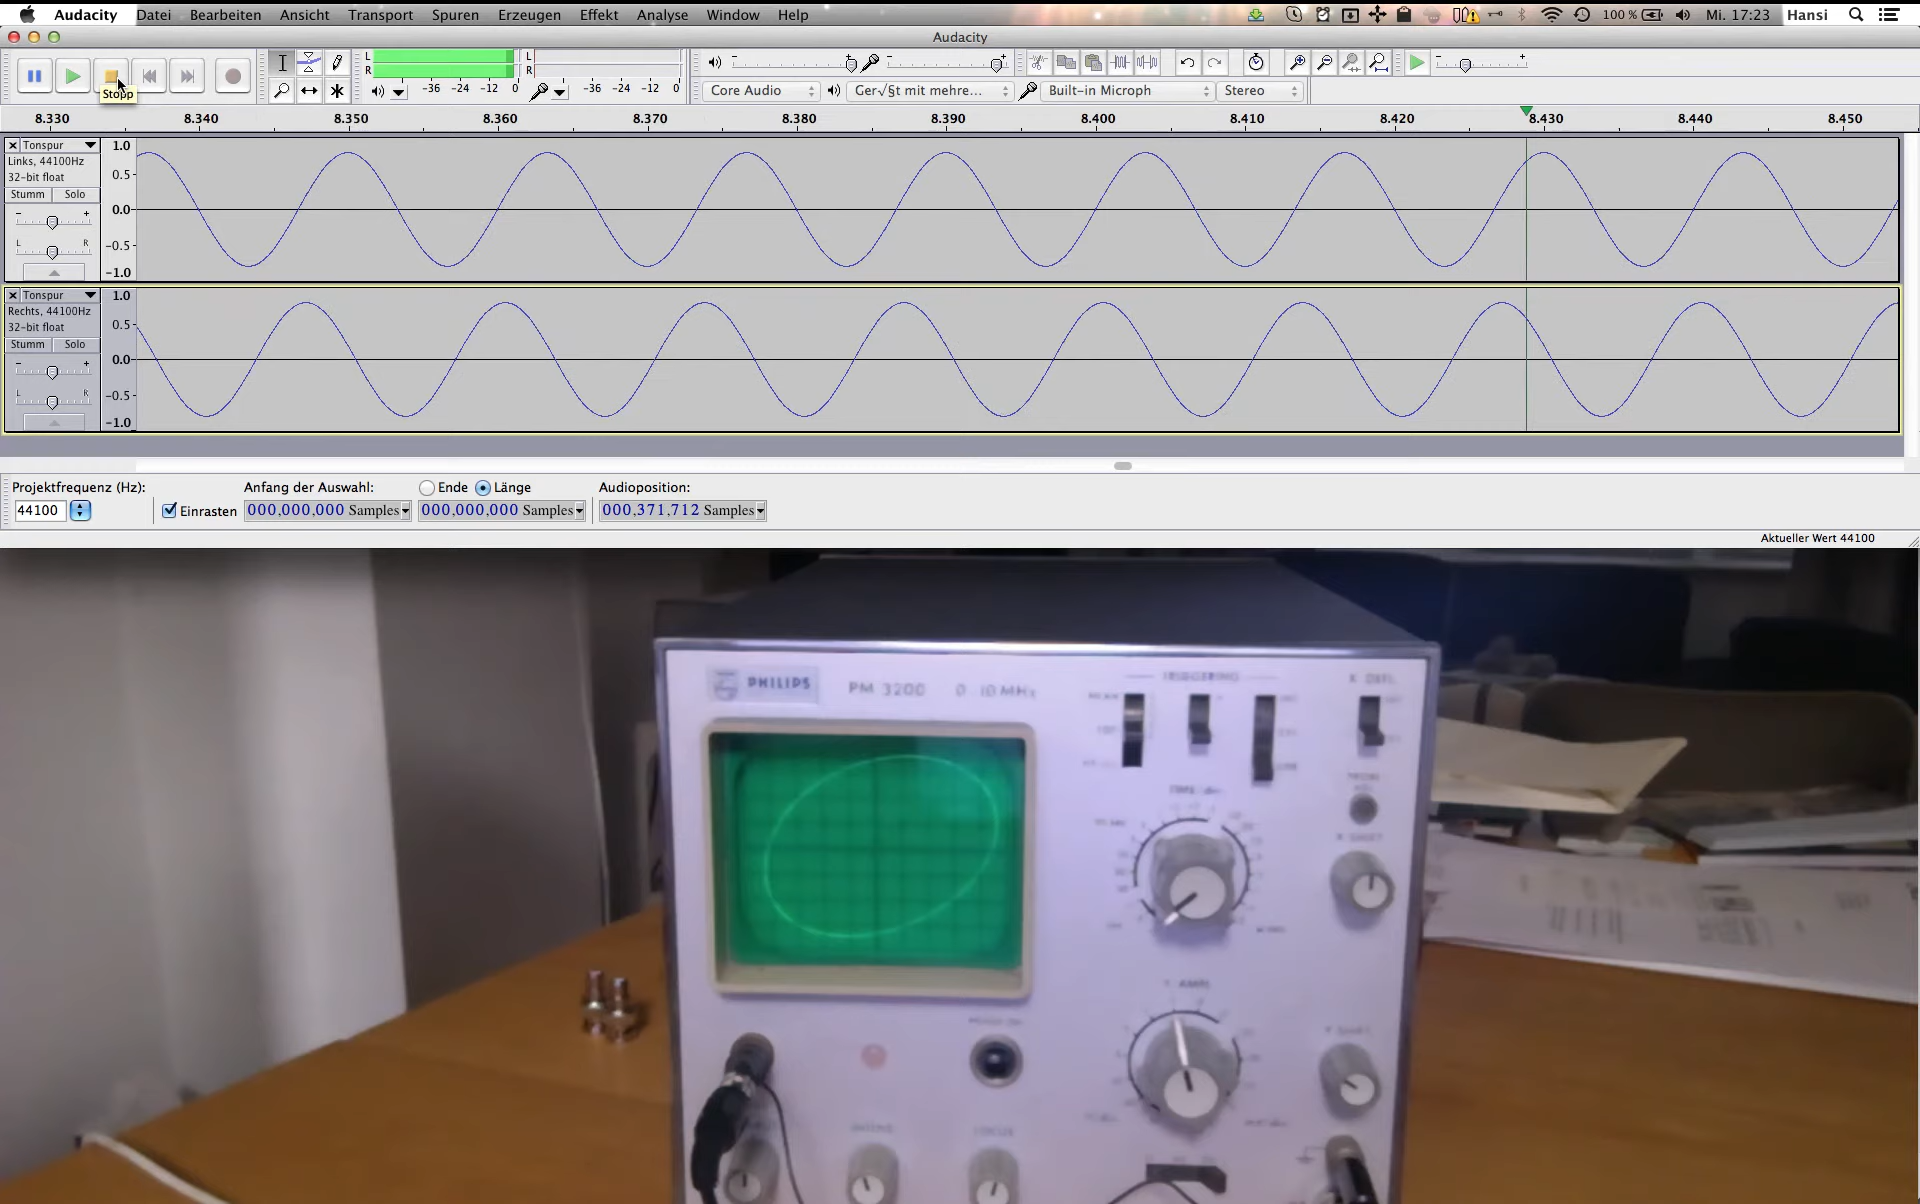 Audacity Datei Bearbeiten Ansicht Transport Spuren Erzeugen Effekt Analyse Window Help 100 % Mi. 17:23 Hansi
Audacity
L
R
-36 -24 -12 0
L
R
-36 -24 -12 0
Stopp
Core Audio
Ger√§t mit mehre...
Built-in Microph
Stereo
8.330 8.340 8.350 8.360 8.370 8.380 8.390 8.400 8.410 8.420 8.430 8.440 8.450
Tonspur
Links, 44100Hz
32-bit float
Stumm Solo
- +
L R
1.0
0.5
0.0
-0.5
-1.0
Tonspur
Rechts, 44100Hz
32-bit float
Stumm Solo
- +
L R
1.0
0.5
0.0
-0.5
-1.0
Projektfrequenz (Hz):
44100
Einrasten
Anfang der Auswahl:
000,000,000 Samples
Ende Länge
000,000,000 Samples
Audioposition:
000,371,712 Samples
Aktueller Wert 44100
PHILIPS PM 3200 0 10 MHz